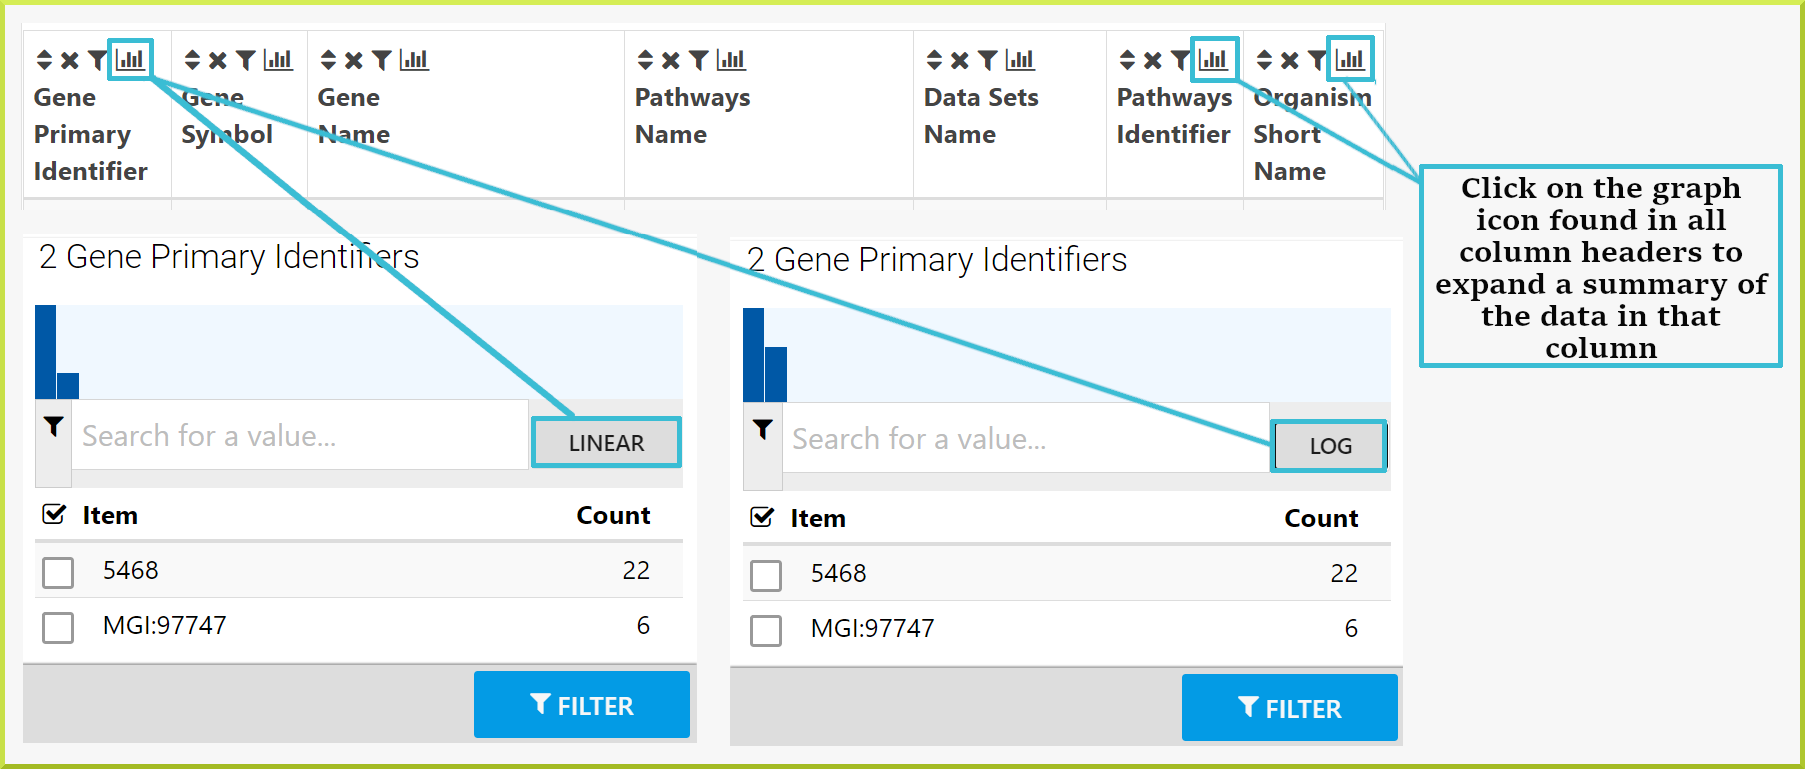 Gene
Primary
Identifier
Gene
Symbol
Gene
Name
Pathways
Name
Data Sets
Name
Pathways
Identifier
Organism
Short
Name
Click on the graph
icon found in all
column headers to
expand a summary of
the data in that
column
2 Gene Primary Identifiers
Search for a value...
LINEAR
Item Count
5468 22
MGI:97747 6
FILTER
2 Gene Primary Identifiers
Search for a value...
LOG
Item Count
5468 22
MGI:97747 6
FILTER